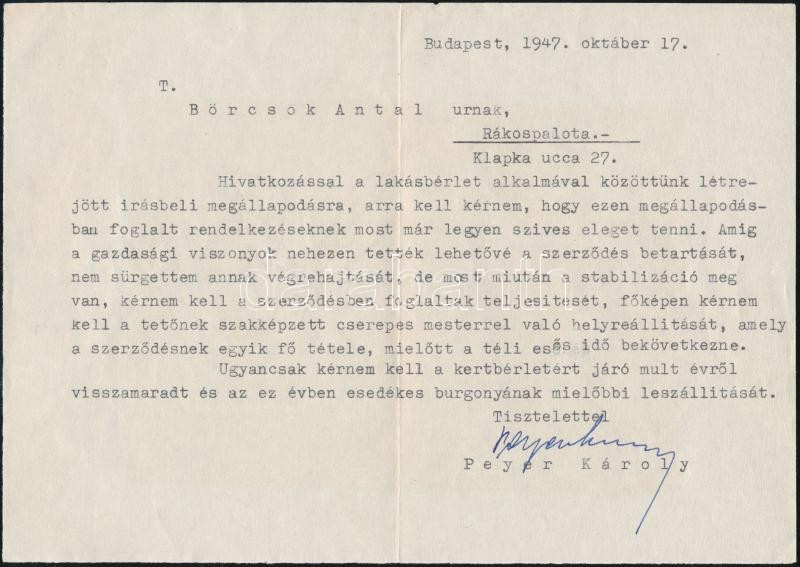 Budapest, 1947. október 17.
T.
Börcsok Antal urnak,
Rákospalota.-
Klapka ucca 27.
Hivatkozással a lakásbérlet alkalmával közöttünk létre-
jött irásbeli megállapodásra, arra kell kérnem, hogy ezen megállapodás-
ban foglalt rendelkezéseknek most már legyen szives eleget tenni. Amig
a gazdasági viszonyok nehezen tették lehetővé a szerződés betartását,
nem sürgettem annak végrehajtását, de most miután a stabilizáció meg
van, kérnem kell a szerződésben foglaltak teljesitését, főképen kérnem
kell a tetőnek szakképzett cserepes mesterrel való helyreállitását, amely
a szerződésnek egyik fő tétele, mielőtt a téli esős idő bekövetkezne.
Ugyancsak kérnem kell a kertbérletért járó mult évről
visszamaradt és az ez évben esedékes burgonyának mielőbbi leszállitását.
Tisztelettel
Peyer Károly
darabanth